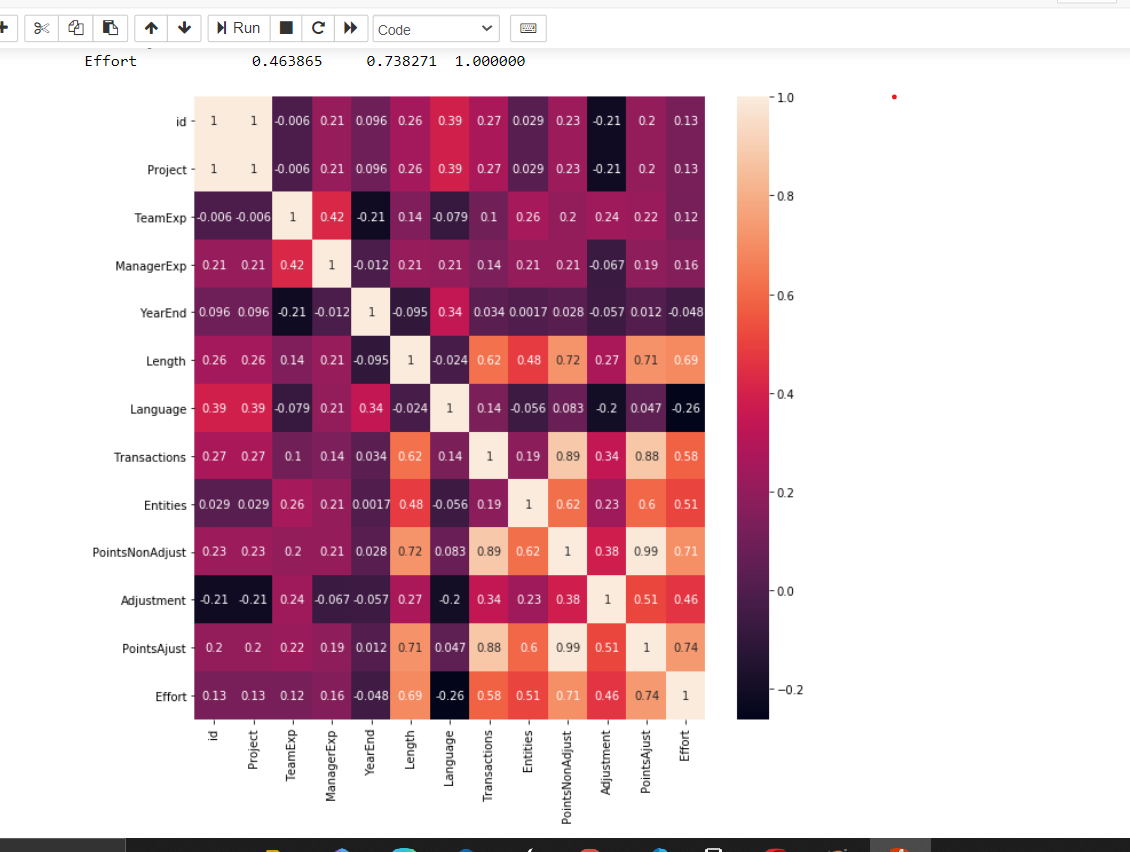 Run
Code
Effort 0.463865 0.738271 1.000000
id 1 1 -0.006 0.21 0.096 0.26 0.39 0.27 0.029 0.23 -0.21 0.2 0.13
Project 1 1 -0.006 0.21 0.096 0.26 0.39 0.27 0.029 0.23 -0.21 0.2 0.13
TeamExp -0.006 -0.006 1 0.42 -0.21 0.14 -0.079 0.1 0.26 0.2 0.24 0.22 0.12
ManagerExp 0.21 0.21 0.42 1 -0.012 0.21 0.21 0.14 0.21 0.21 -0.067 0.19 0.16
YearEnd 0.096 0.096 -0.21 -0.012 1 -0.095 0.34 0.034 0.0017 0.028 -0.057 0.012 -0.048
Length 0.26 0.26 0.14 0.21 -0.095 1 -0.024 0.62 0.48 0.72 0.27 0.71 0.69
Language 0.39 0.39 -0.079 0.21 0.34 -0.024 1 0.14 -0.056 0.083 -0.2 0.047 -0.26
Transactions 0.27 0.27 0.1 0.14 0.034 0.62 0.14 1 0.19 0.89 0.34 0.88 0.58
Entities 0.029 0.029 0.26 0.21 0.0017 0.48 -0.056 0.19 1 0.62 0.23 0.6 0.51
PointsNonAdjust 0.23 0.23 0.2 0.21 0.028 0.72 0.083 0.89 0.62 1 0.38 0.99 0.71
Adjustment -0.21 -0.21 0.24 -0.067 -0.057 0.27 -0.2 0.34 0.23 0.38 1 0.51 0.46
PointsAjust 0.2 0.2 0.22 0.19 0.012 0.71 0.047 0.88 0.6 0.99 0.51 1 0.74
Effort 0.13 0.13 0.12 0.16 -0.048 0.69 -0.26 0.58 0.51 0.71 0.46 0.74 1
id Project TeamExp ManagerExp YearEnd Length Language Transactions Entities PointsNonAdjust Adjustment PointsAjust Effort
1.0
0.8
0.6
0.4
0.2
0.0
−0.2